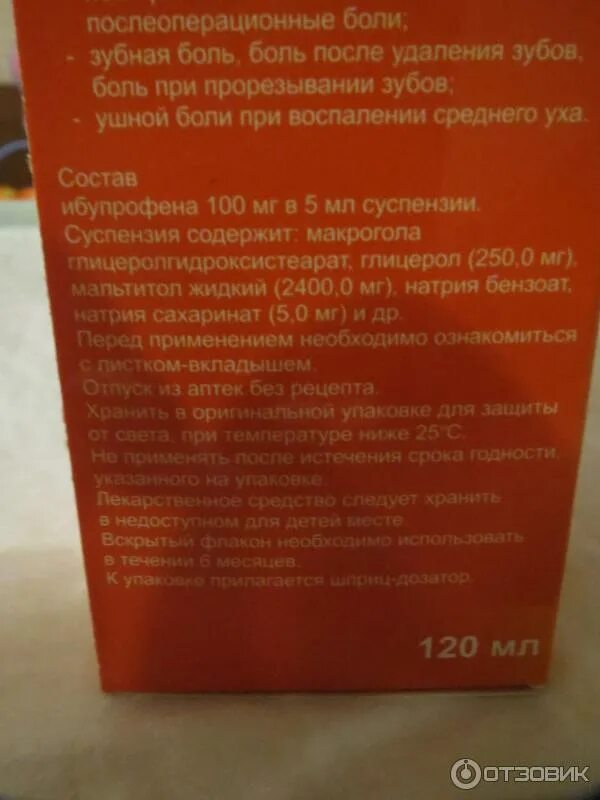 послеоперационные боли;
- зубная боль, боль после удаления зубов,
боль при прорезывании зубов;
- ушной боли при воспалении среднего уха.
Состав
ибупрофена 100 мг в 5 мл суспензии.
Суспензия содержит: макрогола
глицеролгидроксистеарат, глицерол (250,0 мг),
мальтитол жидкий (2400,0 мг), натрия бензоат,
натрия сахаринат (5,0 мг) и др.
Перед применением необходимо ознакомиться
с листком-вкладышем.
Отпуск из аптек без рецепта.
Хранить в оригинальной упаковке для защиты
от света, при температуре ниже 25°С.
Не применять после истечения срока годности,
указанного на упаковке.
Лекарственное средство следует хранить
в недоступном для детей месте.
Вскрытый флакон необходимо использовать
в течении 6 месяцев.
К упаковке прилагается шприц-дозатор.
120 мл
ОТЗОВИК